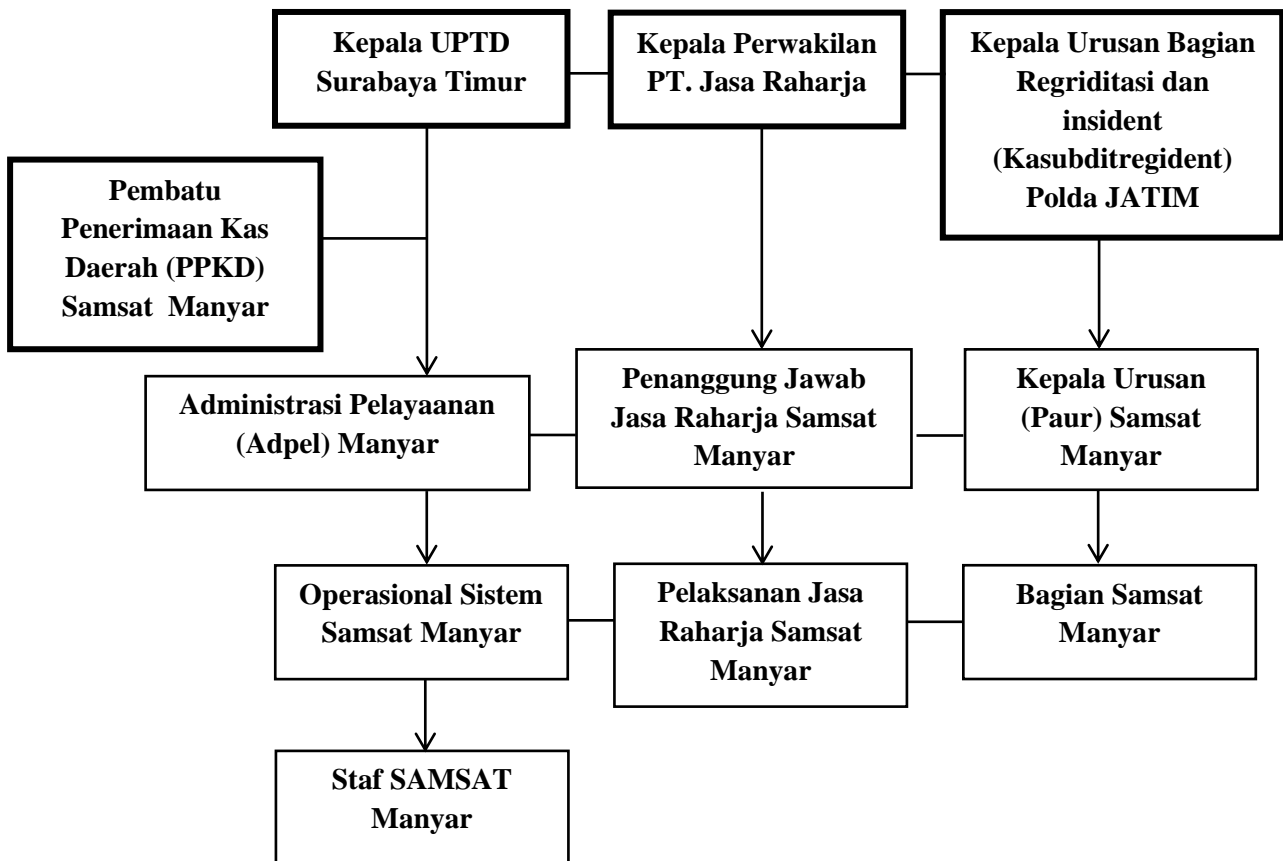 Kepala UPTD
Surabaya Timur
Kepala Perwakilan
PT. Jasa Raharja
Kepala Urusan Bagian
Regriditasi dan
insident
(Kasubditregident)
Polda JATIM
Pembatu
Penerimaan Kas
Daerah (PPKD)
Samsat Manyar
Administrasi Pelayaanan
(Adpel) Manyar
Penanggung Jawab
Jasa Raharja Samsat
Manyar
Kepala Urusan
(Paur) Samsat
Manyar
Operasional Sistem
Samsat Manyar
Pelaksanan Jasa
Raharja Samsat
Manyar
Bagian Samsat
Manyar
Staf SAMSAT
Manyar